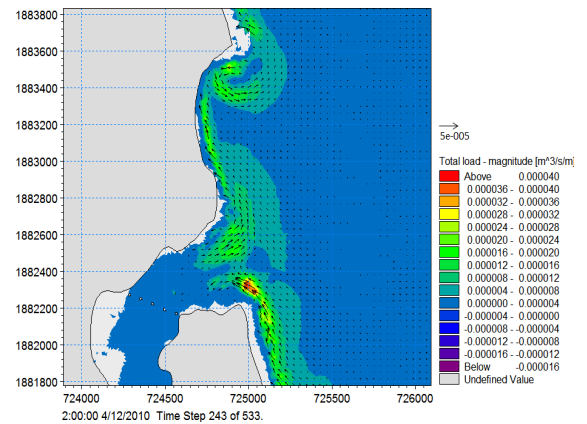 1883800
1883600
1883400
1883200
1883000
1882800
1882600
1882400
1882200
1882000
1881800
724000 724500 725000 725500 726000
2:00:00 4/12/2010 Time Step 243 of 533.
5e-005
Total load - magnitude [m^3/s/m]
Above 0.000040
0.000036 - 0.000040
0.000032 - 0.000036
0.000028 - 0.000032
0.000024 - 0.000028
0.000020 - 0.000024
0.000016 - 0.000020
0.000012 - 0.000016
0.000008 - 0.000012
0.000004 - 0.000008
0.000000 - 0.000004
-0.000004 - 0.000000
-0.000008 - -0.000004
-0.000012 - -0.000008
-0.000016 - -0.000012
Below -0.000016
Undefined Value